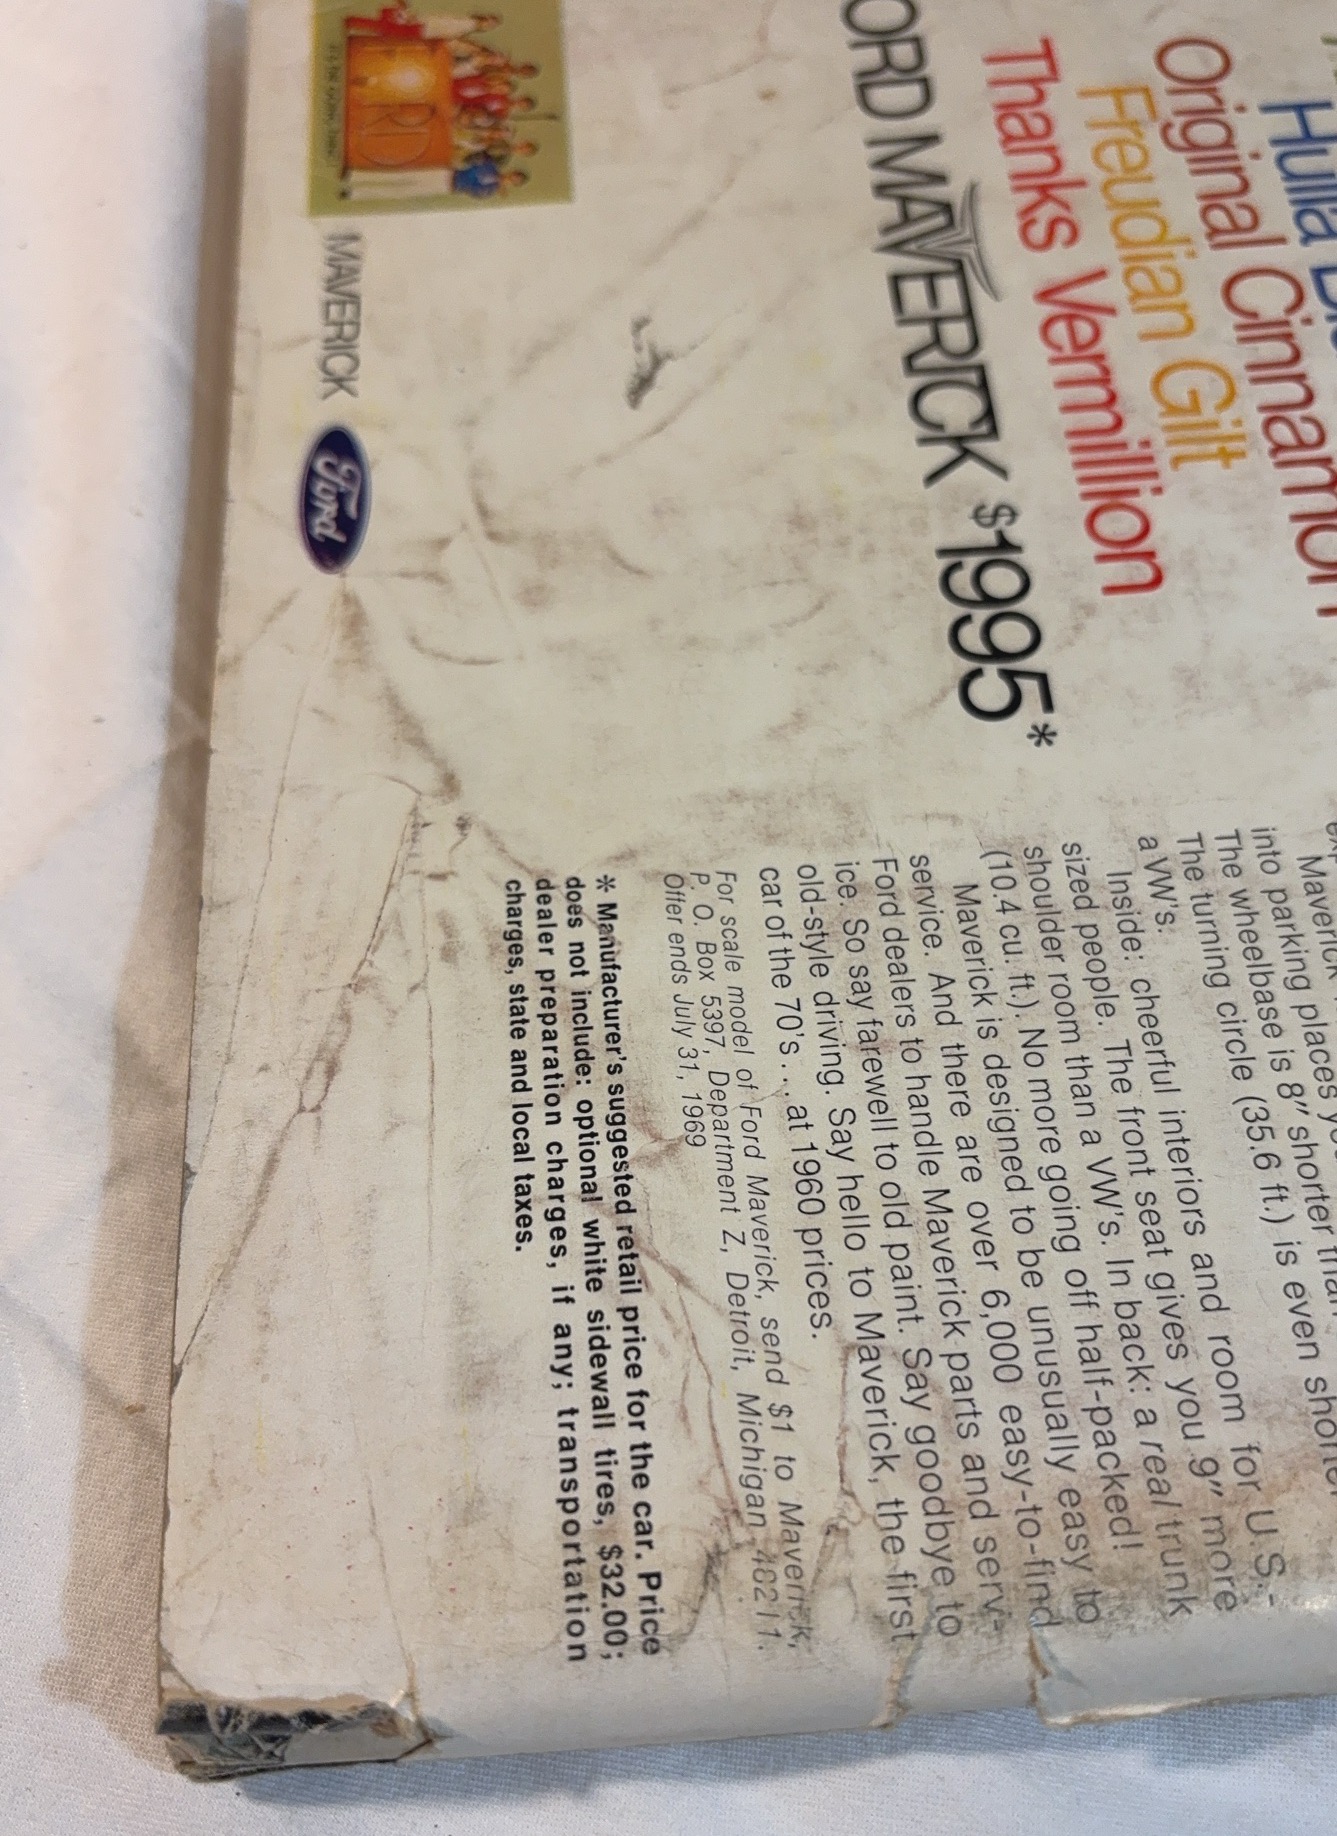 Hulla
Original Cinnamon
Freudian Gilt
Thanks Vermillion
ORD MAVERICK $1995*
Maverick
into parking places
The wheelbase is 8" shorter
The turning circle (35.6 ft.) is even shorter
a VW's.
Inside: cheerful interiors and room for U.S.-
sized people. The front seat gives you 9" more
shoulder room than a VW's. In back: a real trunk
(10.4 cu. ft.). No more going off half-packed!
Maverick is designed to be unusually easy to
service. And there are over 6,000 easy-to-find
Ford dealers to handle Maverick parts and serv-
ice. So say farewell to old paint. Say goodbye to
old-style driving. Say hello to Maverick, the first
car of the 70's... at 1960 prices.
For scale model of Ford Maverick, send $1 to Maverick,
P. O. Box 5397, Department Z, Detroit, Michigan 48211.
Offer ends July 31, 1969
* Manufacturer's suggested retail price for the car. Price
does not include: optional white sidewall tires, $32.00;
dealer preparation charges, if any; transportation
charges, state and local taxes.
RD
MAVERICK
Ford